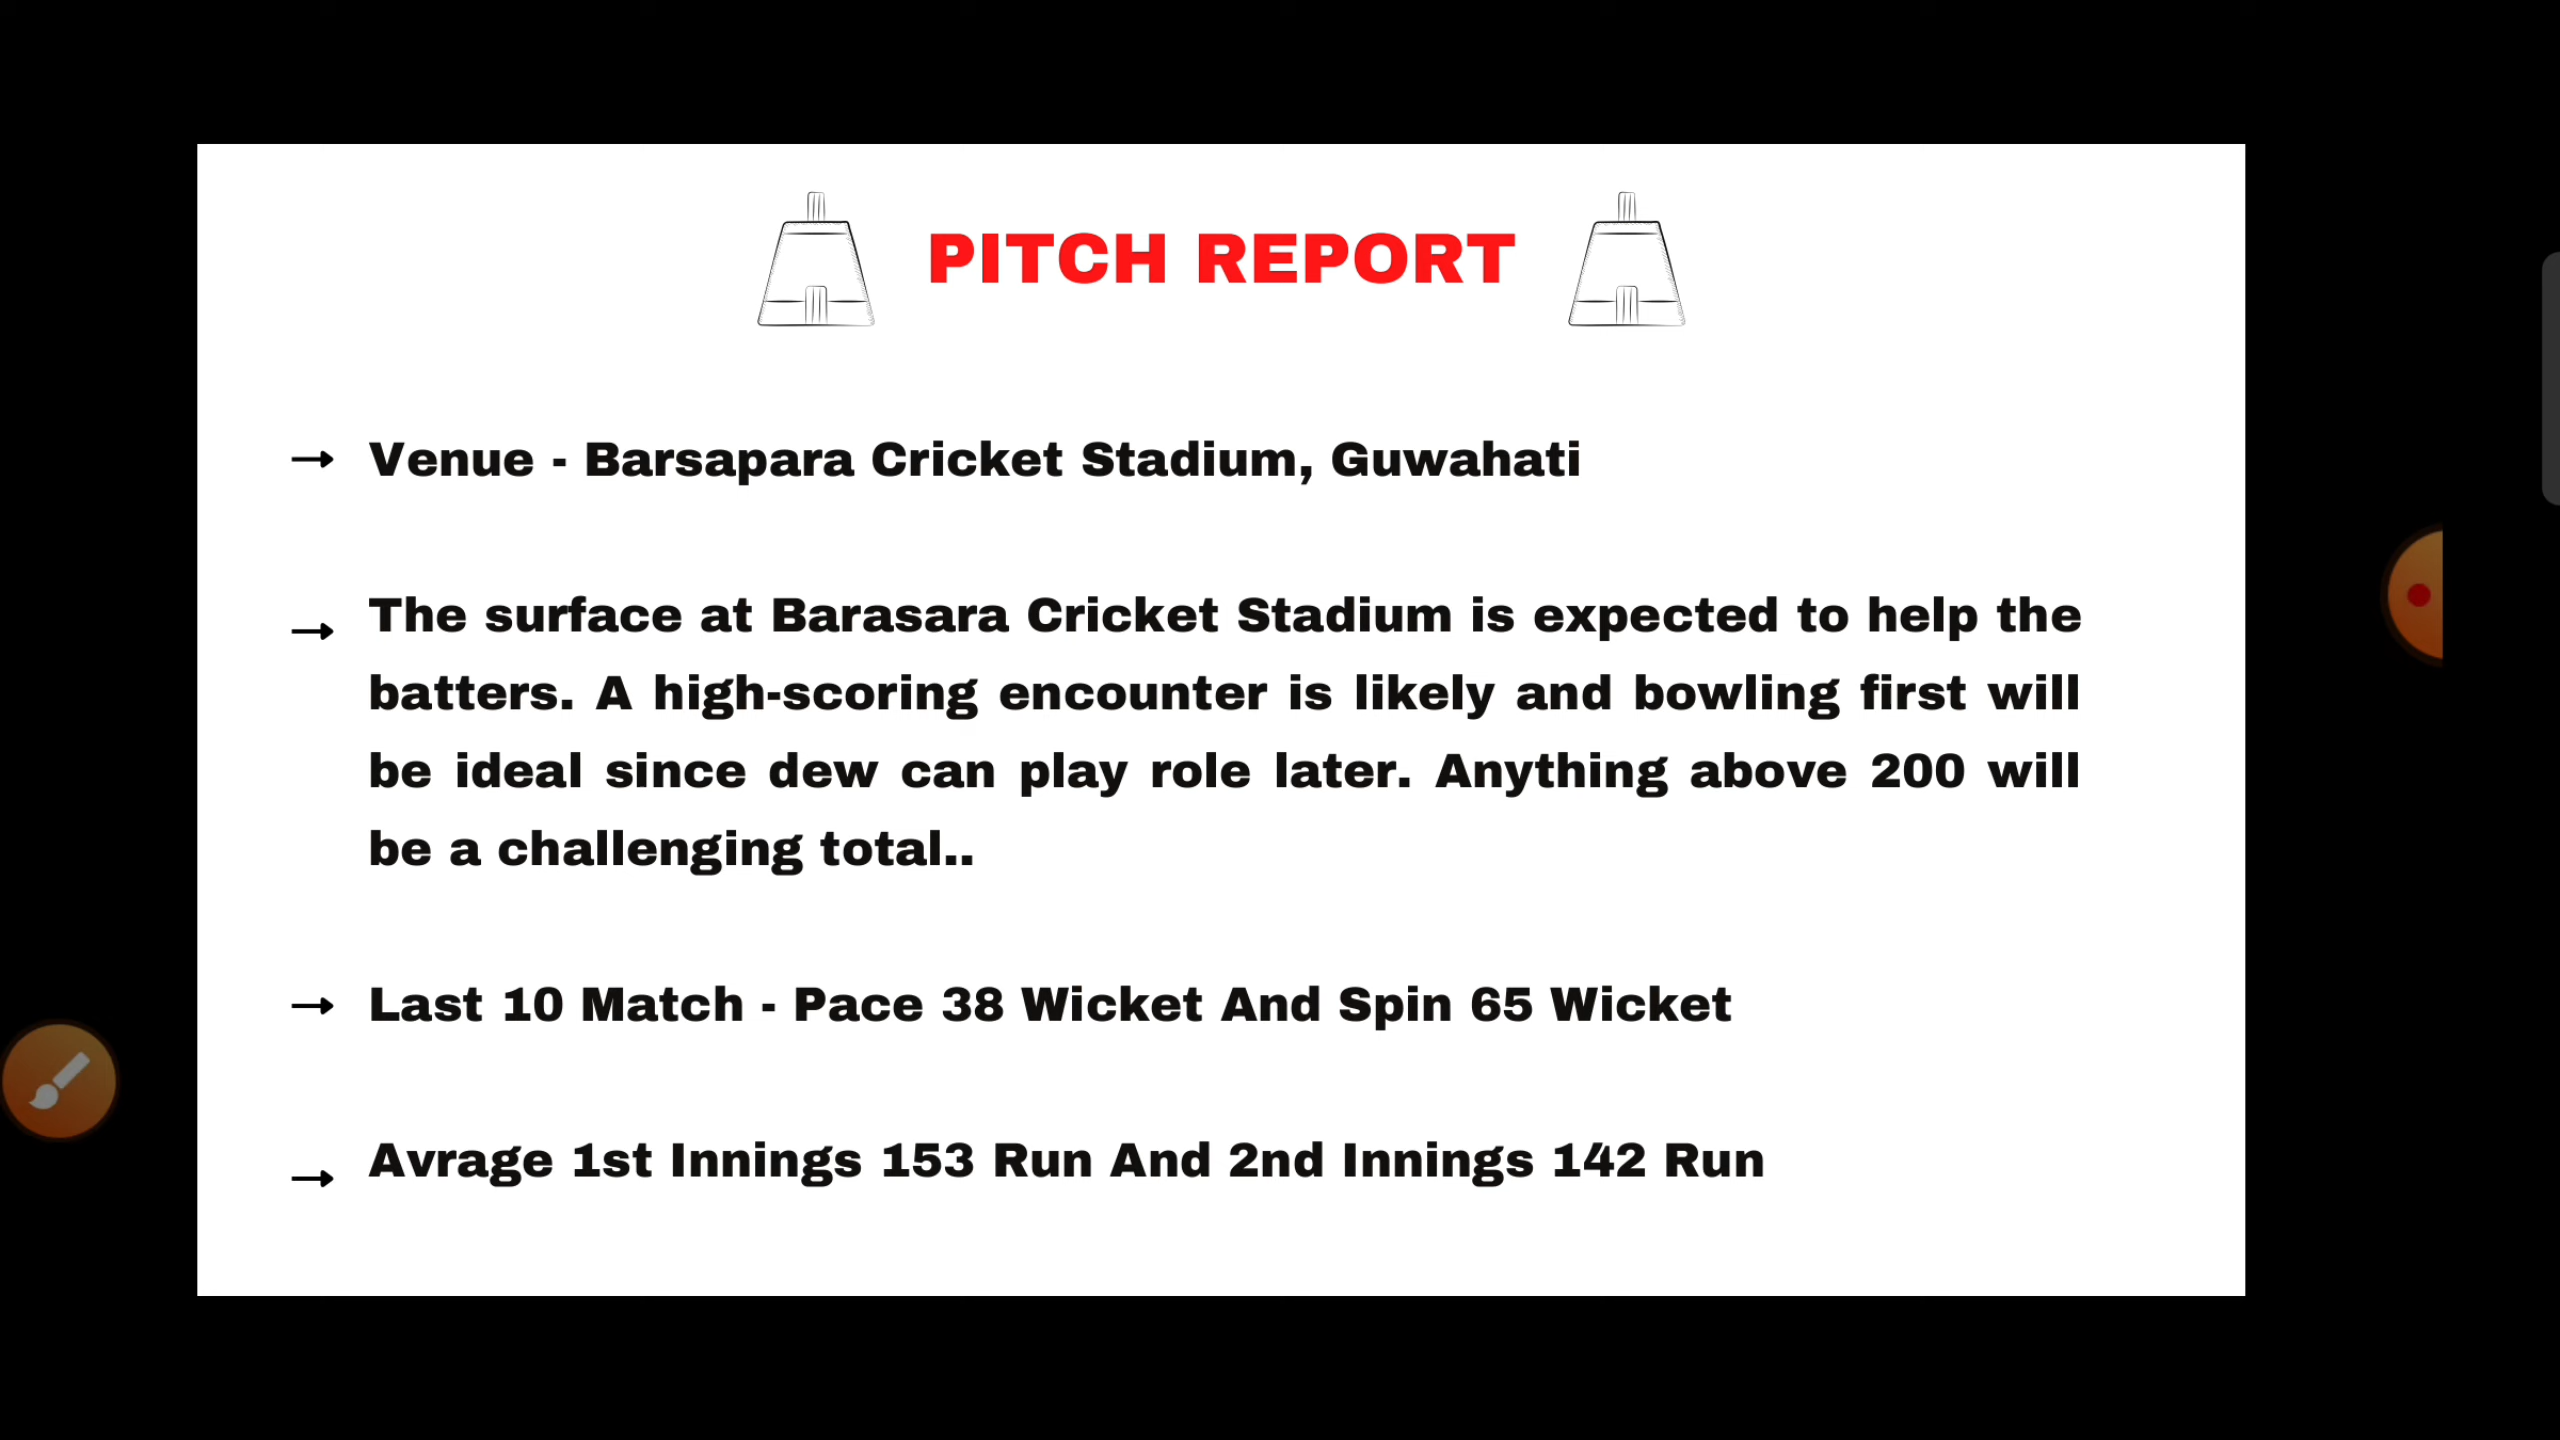 PITCH REPORT
→ Venue - Barsapara Cricket Stadium, Guwahati
→ The surface at Barasara Cricket Stadium is expected to help the
batters. A high-scoring encounter is likely and bowling first will
be ideal since dew can play role later. Anything above 200 will
be a challenging total..
→ Last 10 Match - Pace 38 Wicket And Spin 65 Wicket
→ Avrage 1st Innings 153 Run And 2nd Innings 142 Run